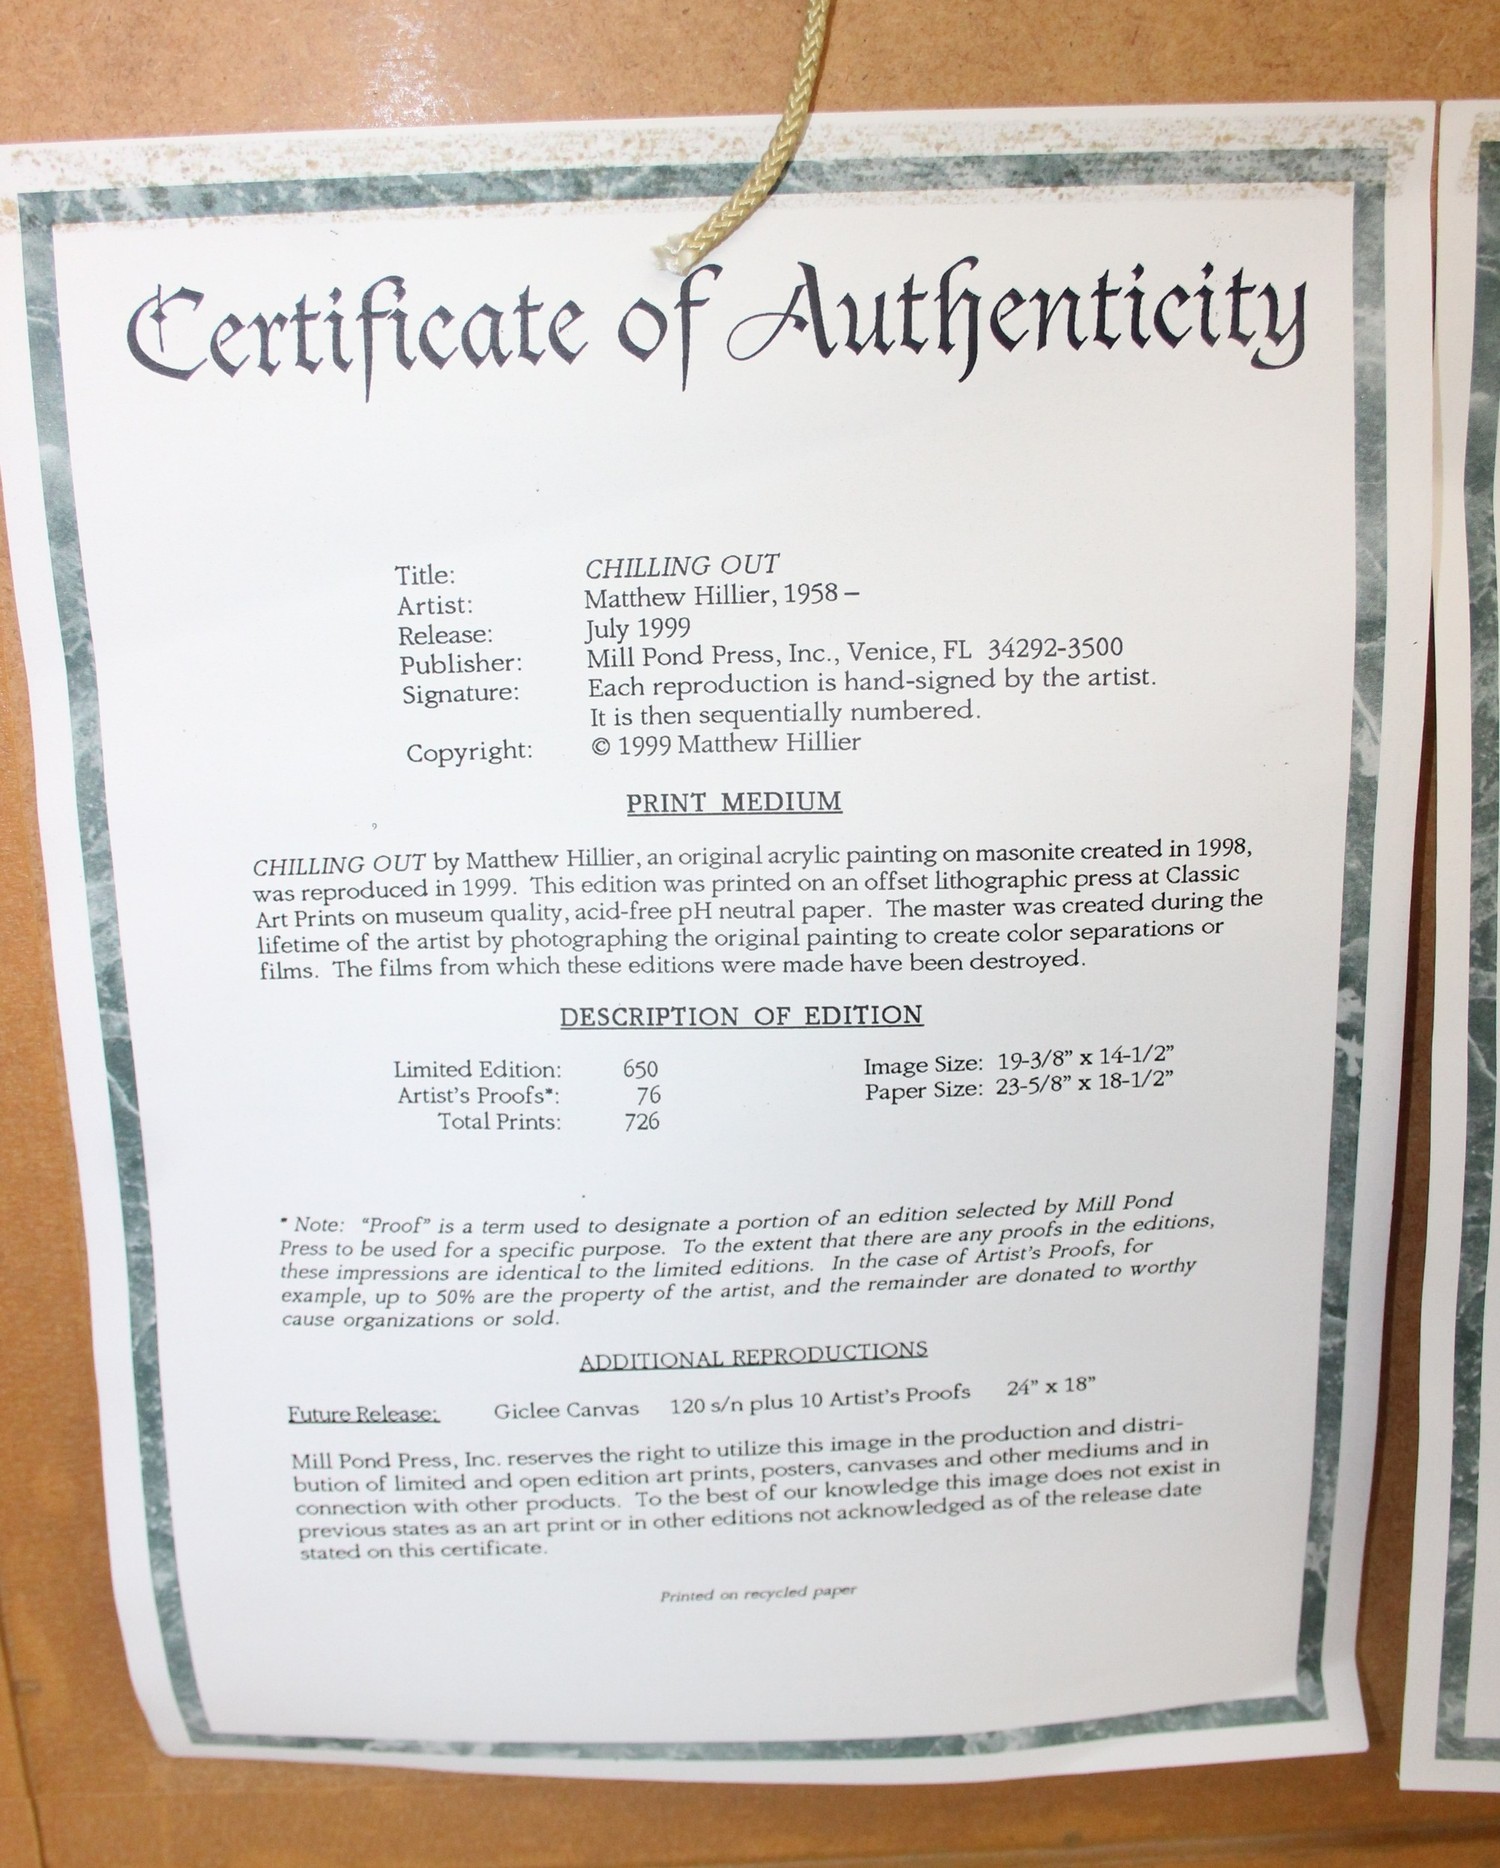 Certificate of Authenticity
Title: CHILLING OUT
Artist: Matthew Hillier, 1958 –
Release: July 1999
Publisher: Mill Pond Press, Inc., Venice, FL 34292-3500
Signature: Each reproduction is hand-signed by the artist.
It is then sequentially numbered.
Copyright: © 1999 Matthew Hillier
PRINT MEDIUM
CHILLING OUT by Matthew Hillier, an original acrylic painting on masonite created in 1998,
was reproduced in 1999. This edition was printed on an offset lithographic press at Classic
Art Prints on museum quality, acid-free pH neutral paper. The master was created during the
lifetime of the artist by photographing the original painting to create color separations or
films. The films from which these editions were made have been destroyed.
DESCRIPTION OF EDITION
Limited Edition: 650 Image Size: 19-3/8" x 14-1/2"
Artist's Proofs*: 76 Paper Size: 23-5/8" x 18-1/2"
Total Prints: 726
* Note: "Proof" is a term used to designate a portion of an edition selected by Mill Pond
Press to be used for a specific purpose. To the extent that there are any proofs in the editions,
these impressions are identical to the limited editions. In the case of Artist's Proofs, for
example, up to 50% are the property of the artist, and the remainder are donated to worthy
cause organizations or sold.
ADDITIONAL REPRODUCTIONS
Future Release: Giclee Canvas 120 s/n plus 10 Artist's Proofs 24" x 18"
Mill Pond Press, Inc. reserves the right to utilize this image in the production and distri-
bution of limited and open edition art prints, posters, canvases and other mediums and in
connection with other products. To the best of our knowledge this image does not exist in
previous states as an art print or in other editions not acknowledged as of the release date
stated on this certificate.
Printed on recycled paper